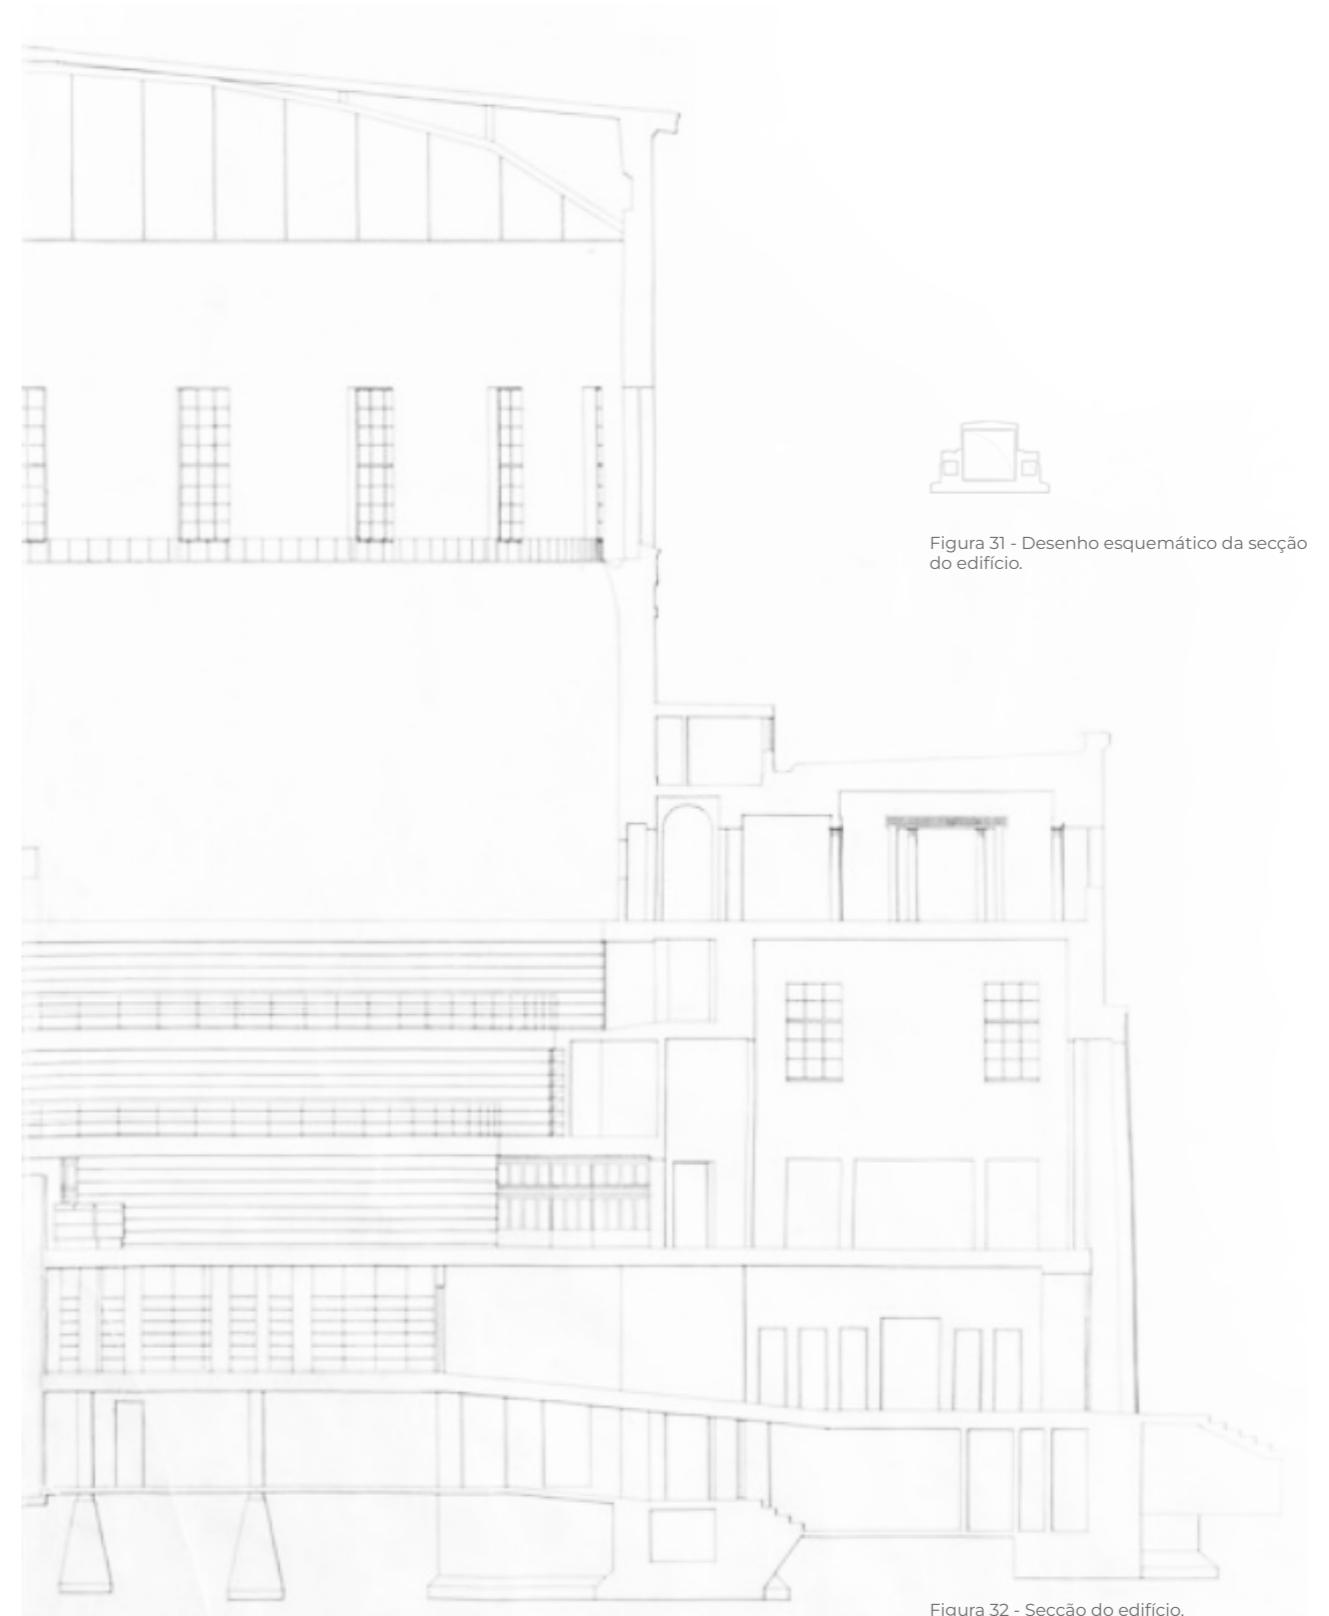 Figura 31 - Desenho esquemático da secção
do edifício.
Figura 32 - Secção do edifício.